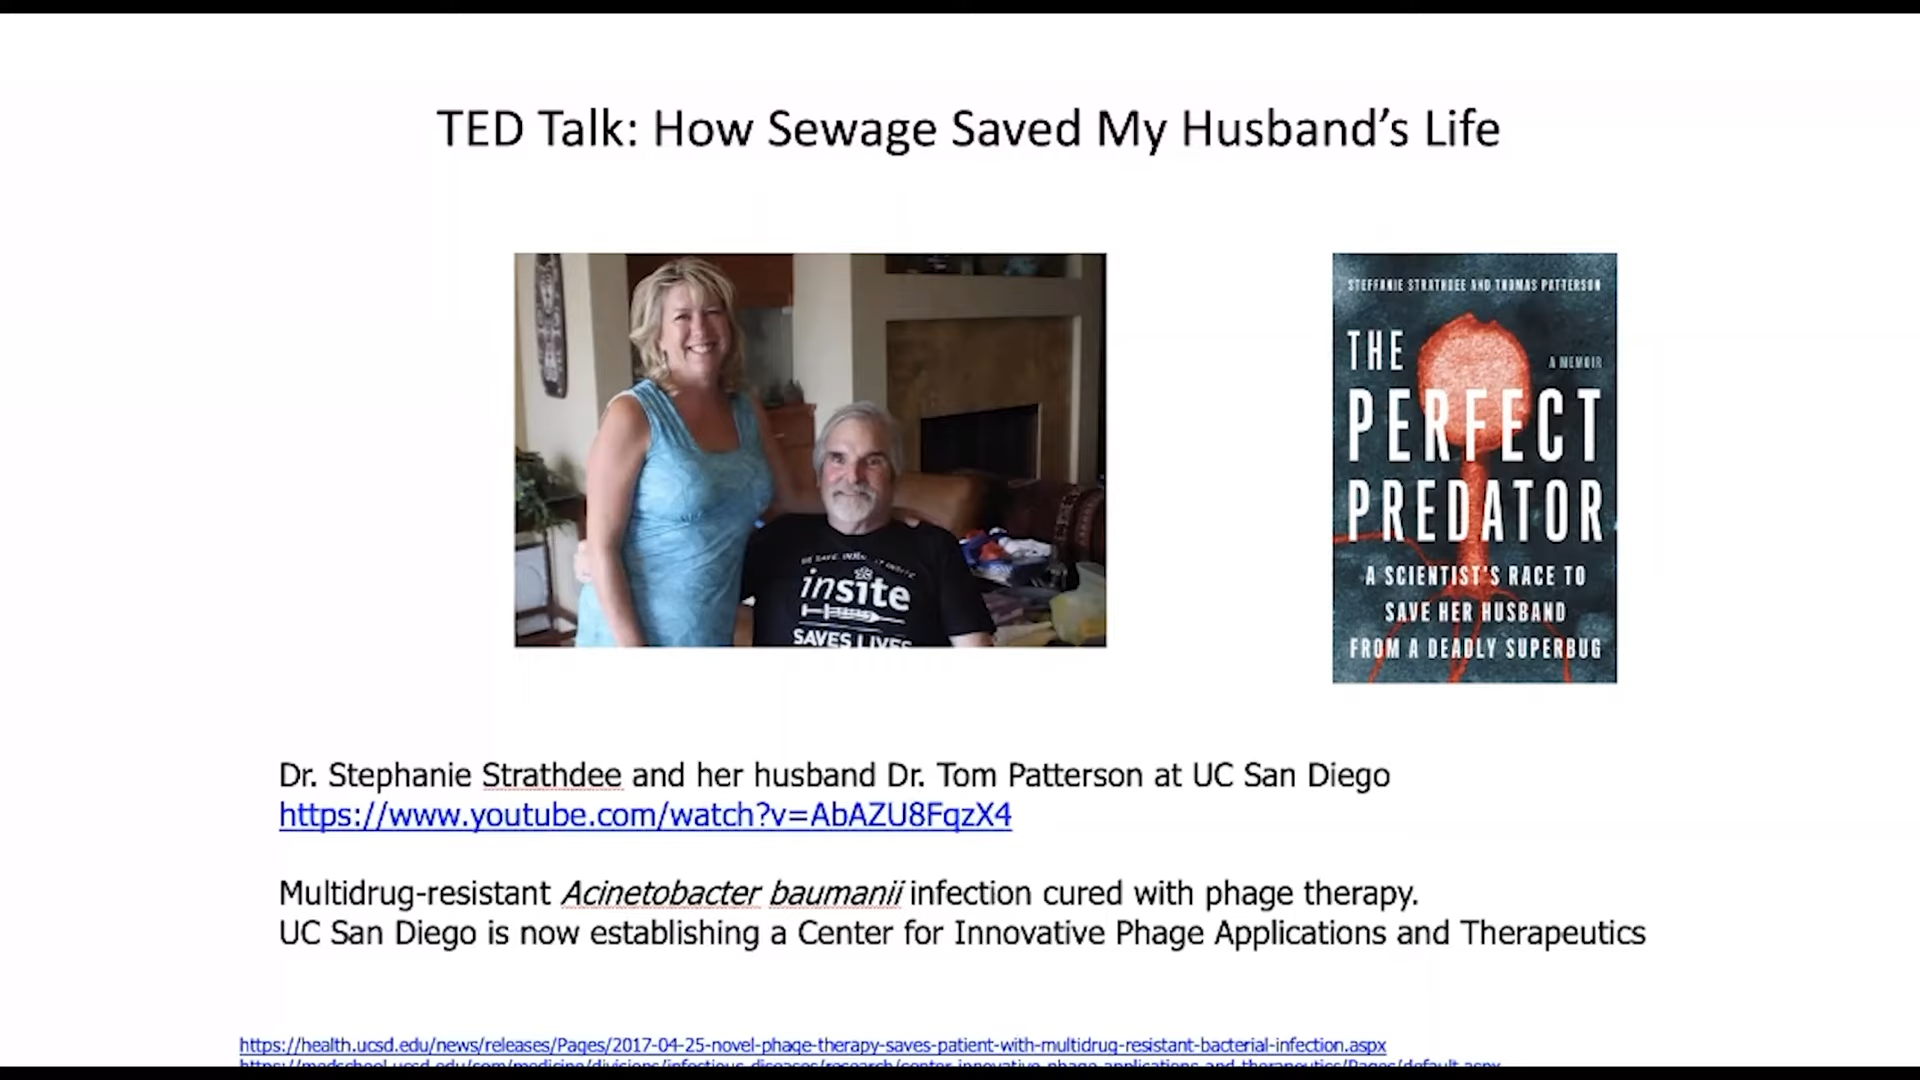 TED Talk: How Sewage Saved My Husband’s Life
STEFFANIE STRATHDEE AND THOMAS PATTERSON
THE
A MEMOIR
PERFECT
PREDATOR
A SCIENTIST'S RACE TO
SAVE HER HUSBAND
FROM A DEADLY SUPERBUG
insite
SAVES LIVES
Dr. Stephanie Strathdee and her husband Dr. Tom Patterson at UC San Diego
https://www.youtube.com/watch?v=AbAZU8FqzX4
Multidrug-resistant Acinetobacter baumanii infection cured with phage therapy.
UC San Diego is now establishing a Center for Innovative Phage Applications and Therapeutics
https://health.ucsd.edu/news/releases/Pages/2017-04-25-novel-phage-therapy-saves-patient-with-multidrug-resistant-bacterial-infection.aspx